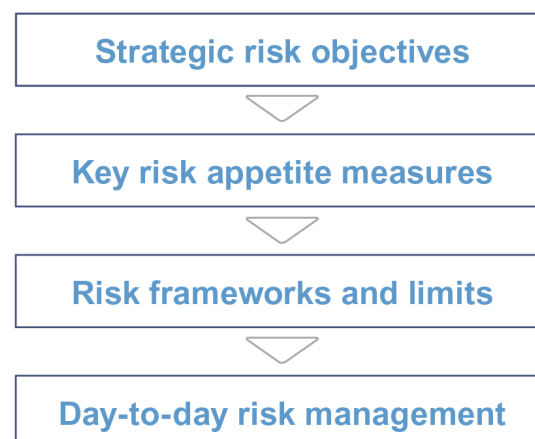 Strategic risk objectives
Key risk appetite measures
Risk frameworks and limits
Day-to-day risk management